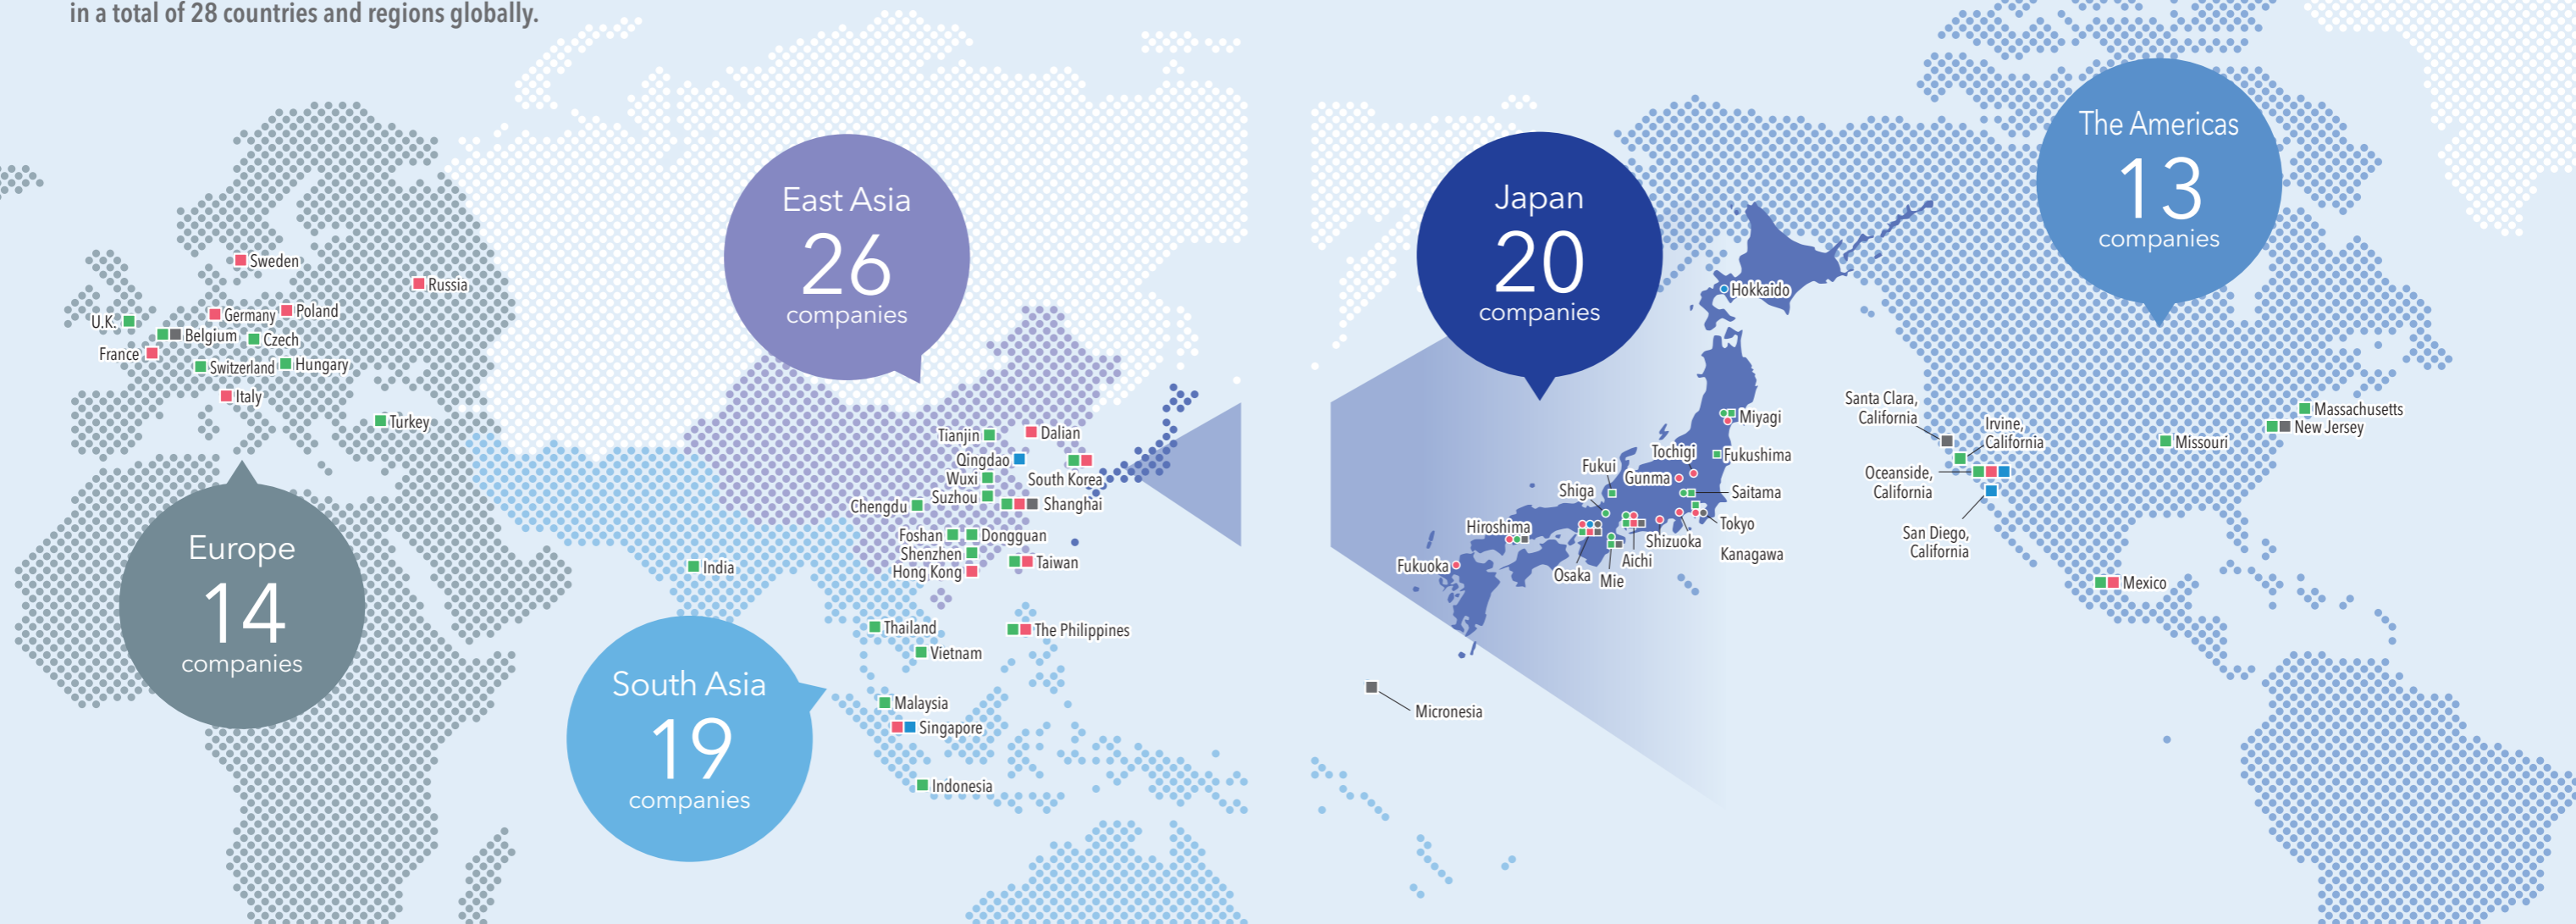 in a total of 28 countries and regions globally.
Sweden
Russia
Germany
Poland
U.K.
Belgium
Czech
France
Switzerland
Hungary
Italy
Turkey
Europe
14
companies
East Asia
26
companies
Tianjin
Dalian
Qingdao
South Korea
Wuxi
Suzhou
Chengdu
Shanghai
Foshan
Dongguan
Shenzhen
Hong Kong
Taiwan
India
Thailand
The Philippines
Vietnam
South Asia
19
companies
Malaysia
Singapore
Indonesia
Japan
20
companies
Hokkaido
Miyagi
Tochigi
Fukushima
Fukui
Gunma
Shiga
Saitama
Hiroshima
Tokyo
Shizuoka
Kanagawa
Fukuoka
Osaka
Mie
Aichi
Micronesia
The Americas
13
companies
Santa Clara,
California
Irvine,
California
Massachusetts
New Jersey
Missouri
Oceanside,
California
San Diego,
California
Mexico